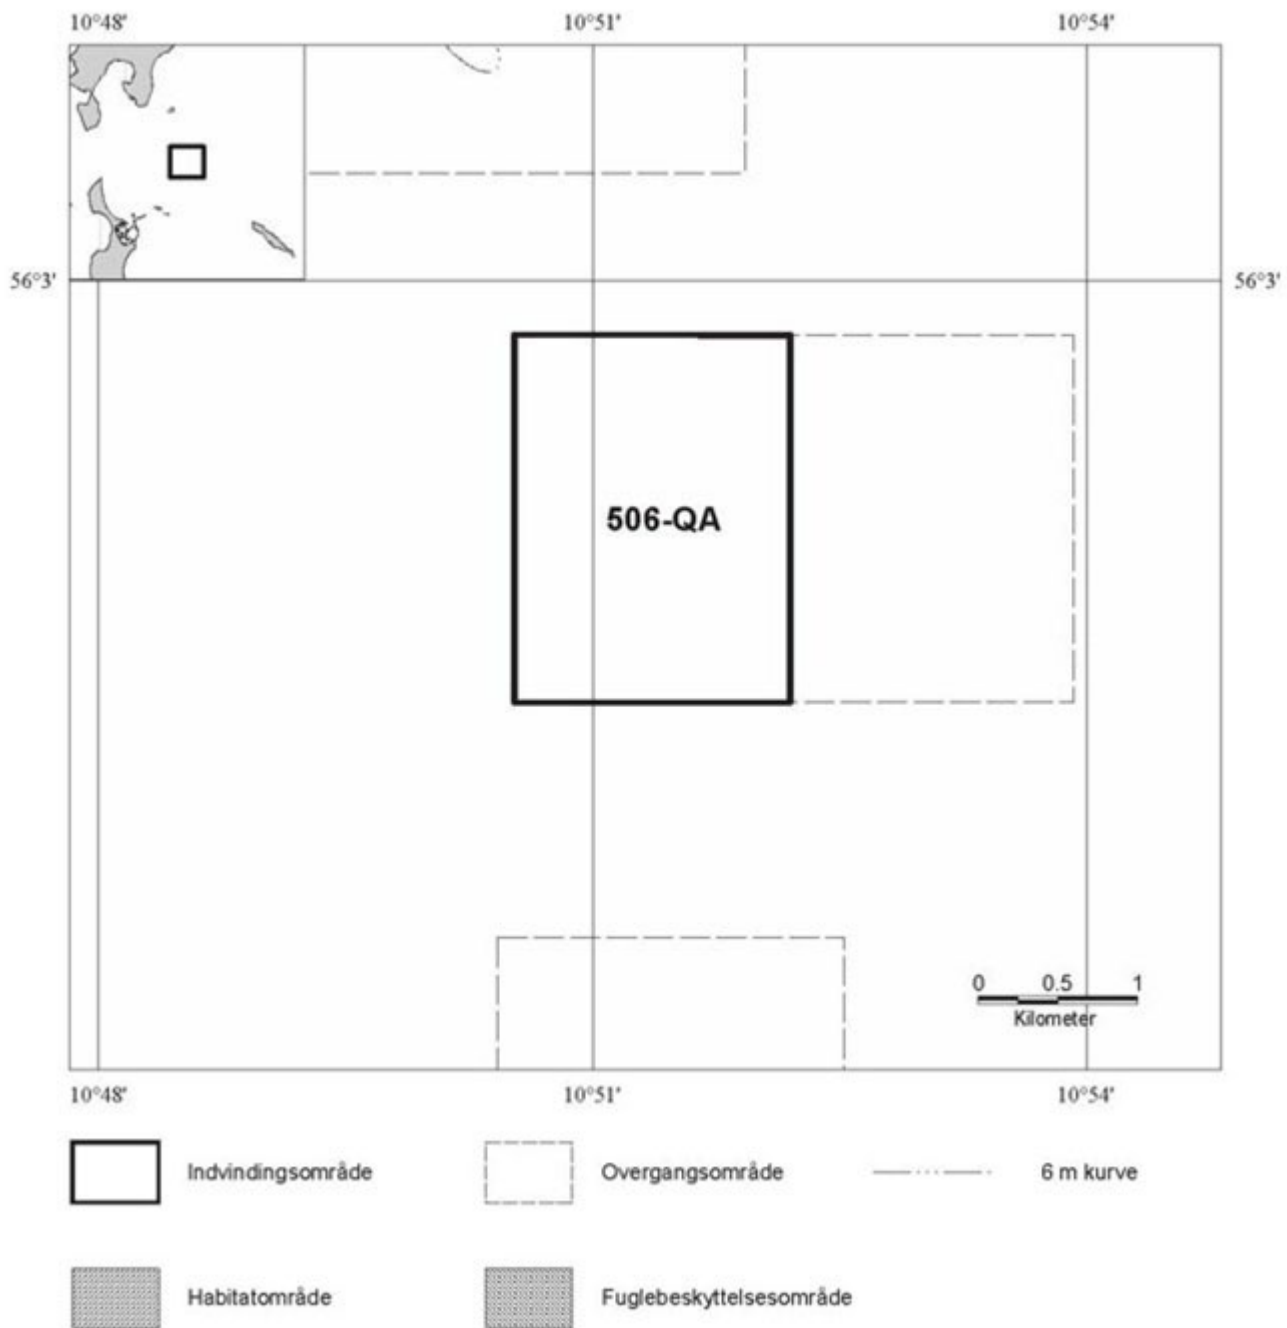 10°48' 10°51' 10°54'
56°3' 56°3'
506-QA
0 0.5 1
Kilometer
10°48' 10°51' 10°54'
Indvindingsområde Overgangsområde 6 m kurve
Habitatområde Fuglebeskyttelsesområde